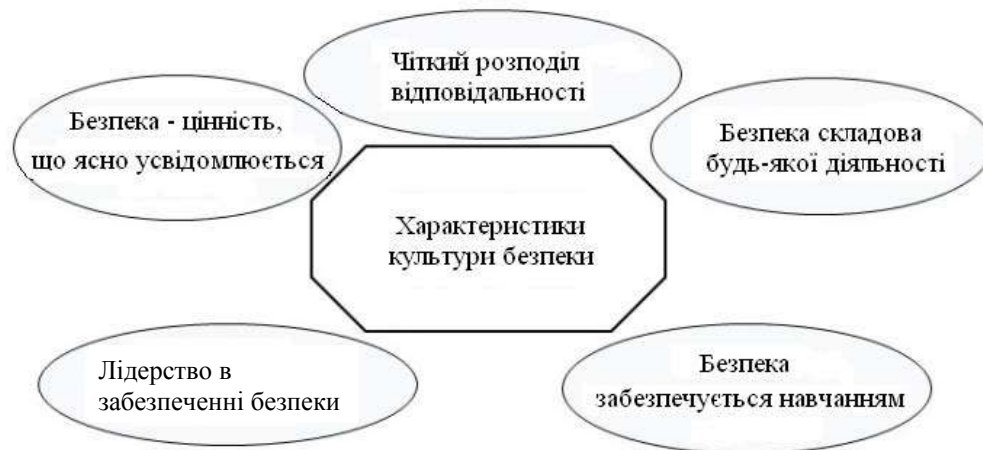 Чіткий розподіл
відповідальності
Безпека - цінність,
що ясно усвідомлюється
Безпека складова
будь-якої діяльності
Характеристики
культури безпеки
Лідерство в
забезпеченні безпеки
Безпека
забезпечується навчанням